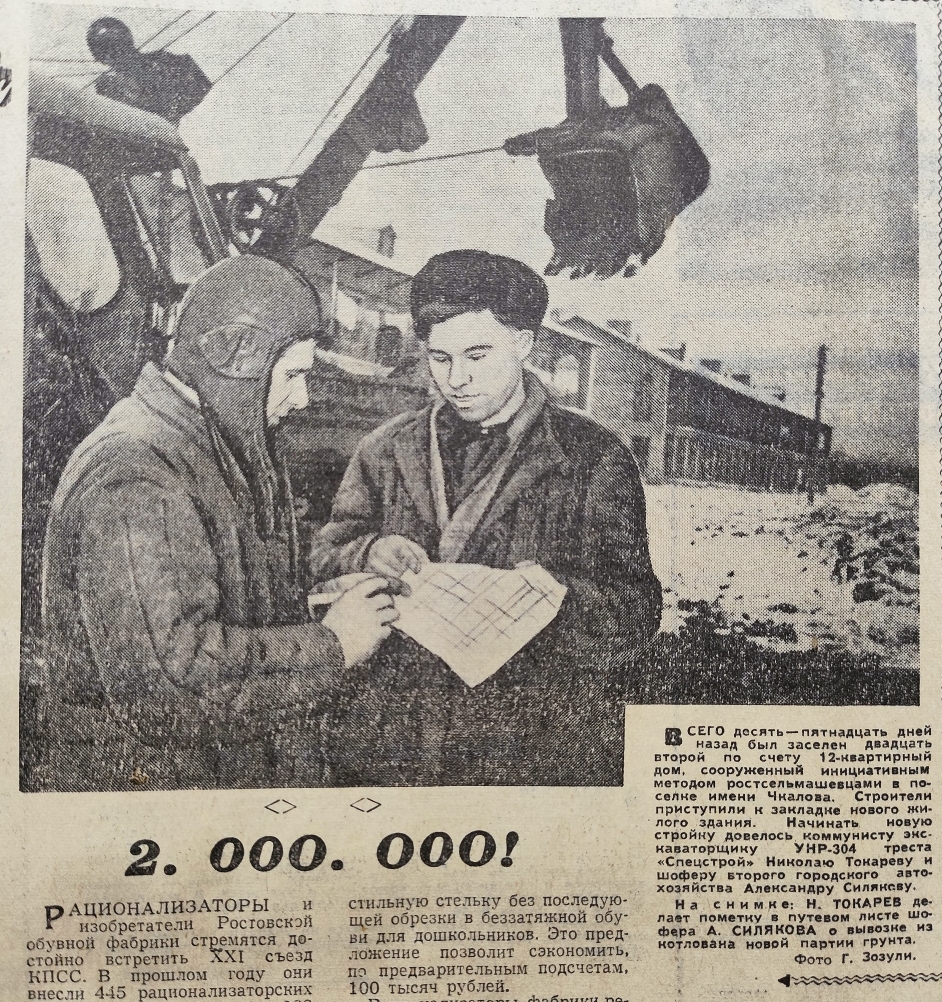 ВСЕГО десять—пятнадцать дней
назад был заселен двадцать
второй по счету 12-квартирный
дом, сооруженный инициативным
методом ростсельмашевцами в по-
селке имени Чкалова. Строители
приступили к закладке нового жи-
лого здания. Начинать новую
стройку довелось коммунисту экс-
каваторщику УНР-304 треста
«Спецстрой» Николаю Токареву и
шоферу второго городского авто-
хозяйства Александру Силякову.
На снимке: Н. ТОКАРЕВ де-
лает пометку в путевом листе шо-
фера А. СИЛЯКОВА о вывозке из
котлована новой партии грунта.
Фото Г. Зозули.
2. 000. 000!
РАЦИОНАЛИЗАТОРЫ и
изобретатели Ростовской
обувной фабрики стремятся до-
стойно встретить XXI съезд
КПСС. В прошлом году они
внесли 445 рационализаторских
стильную стельку без последую-
щей обрезки в беззатяжной обу-
ви для дошкольников. Это пред-
ложение позволит сэкономить,
по предварительным подсчетам,
100 тысяч рублей.